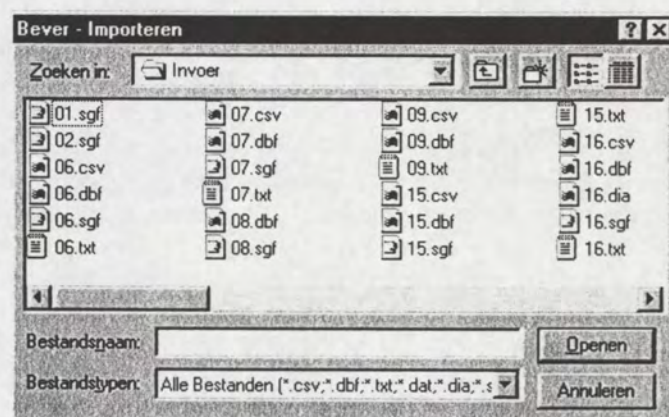 Bever - Importeren
Zoeken in: Invoer
01.sgf 07.csv 09.csv 15.txt
02.sgf 07.dbf 09.dbf 16.csv
06.csv 07.sgf 09.txt 16.dbf
06.dbf 07.txt 15.csv 16.dia
06.sgf 08.dbf 15.dbf 16.sgf
06.txt 08.sgf 15.sgf 16.txt
Bestandsnaam: Openen
Bestandstypen: Alle Bestanden (*.csv;*.dbf;*.txt;*.dat;*.dia;*.s Annuleren